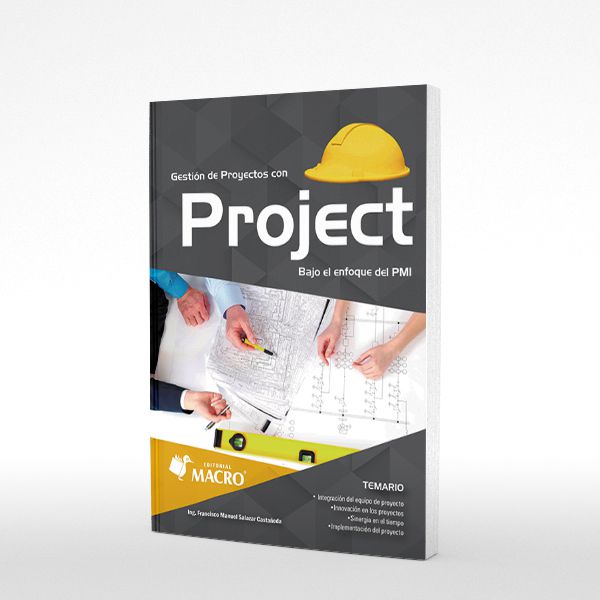 Gestión de Proyectos con
Project
Bajo el enfoque del PMI
EDITORIAL
MACRO®
Ing. Francisco Manuel Salazar Castañeda
TEMARIO
• Integración del equipo de proyecto
•Innovación en los proyectos
•Sinergia en el tiempo
•Implementación del proyecto